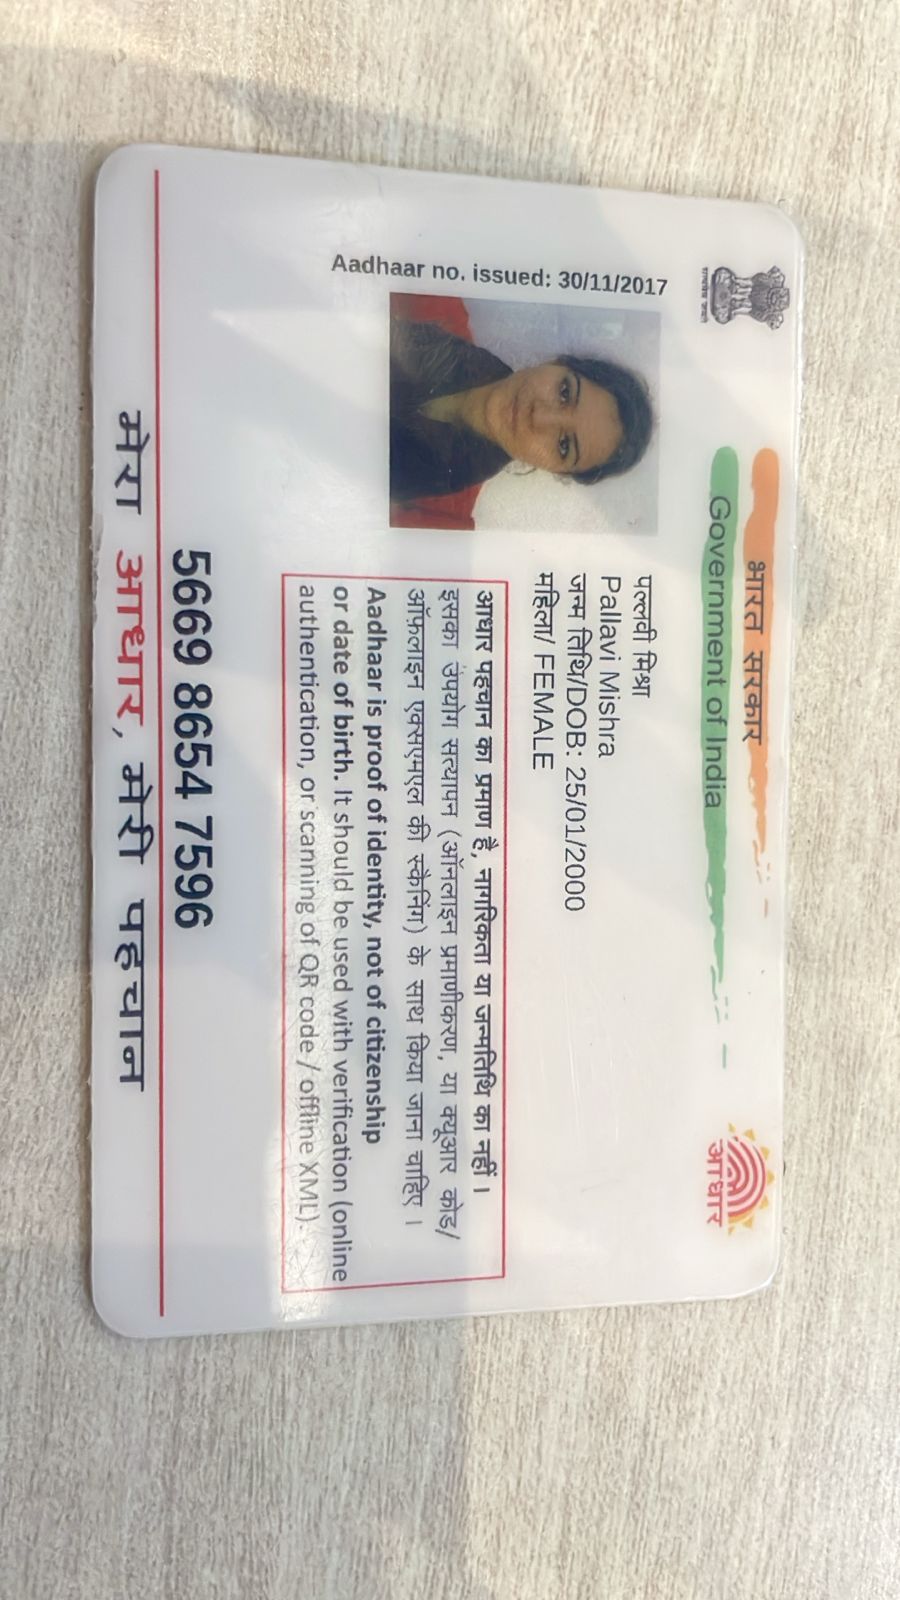 भारत सरकार
Government of India
आधार
Aadhaar no. issued: 30/11/2017
पल्लवी मिश्रा
Pallavi Mishra
जन्म तिथि/DOB: 25/01/2000
महिला/ FEMALE
आधार पहचान का प्रमाण है, नागरिकता या जन्मतिथि का नहीं ।
इसका उपयोग सत्यापन (ऑनलाइन प्रमाणीकरण, या क्यूआर कोड/
ऑफ़लाइन एक्सएमएल की स्कैनिंग) के साथ किया जाना चाहिए ।
Aadhaar is proof of identity, not of citizenship
or date of birth. It should be used with verification (online
authentication, or scanning of QR code / offline XML).
5669 8654 7596
मेरा आधार, मेरी पहचान